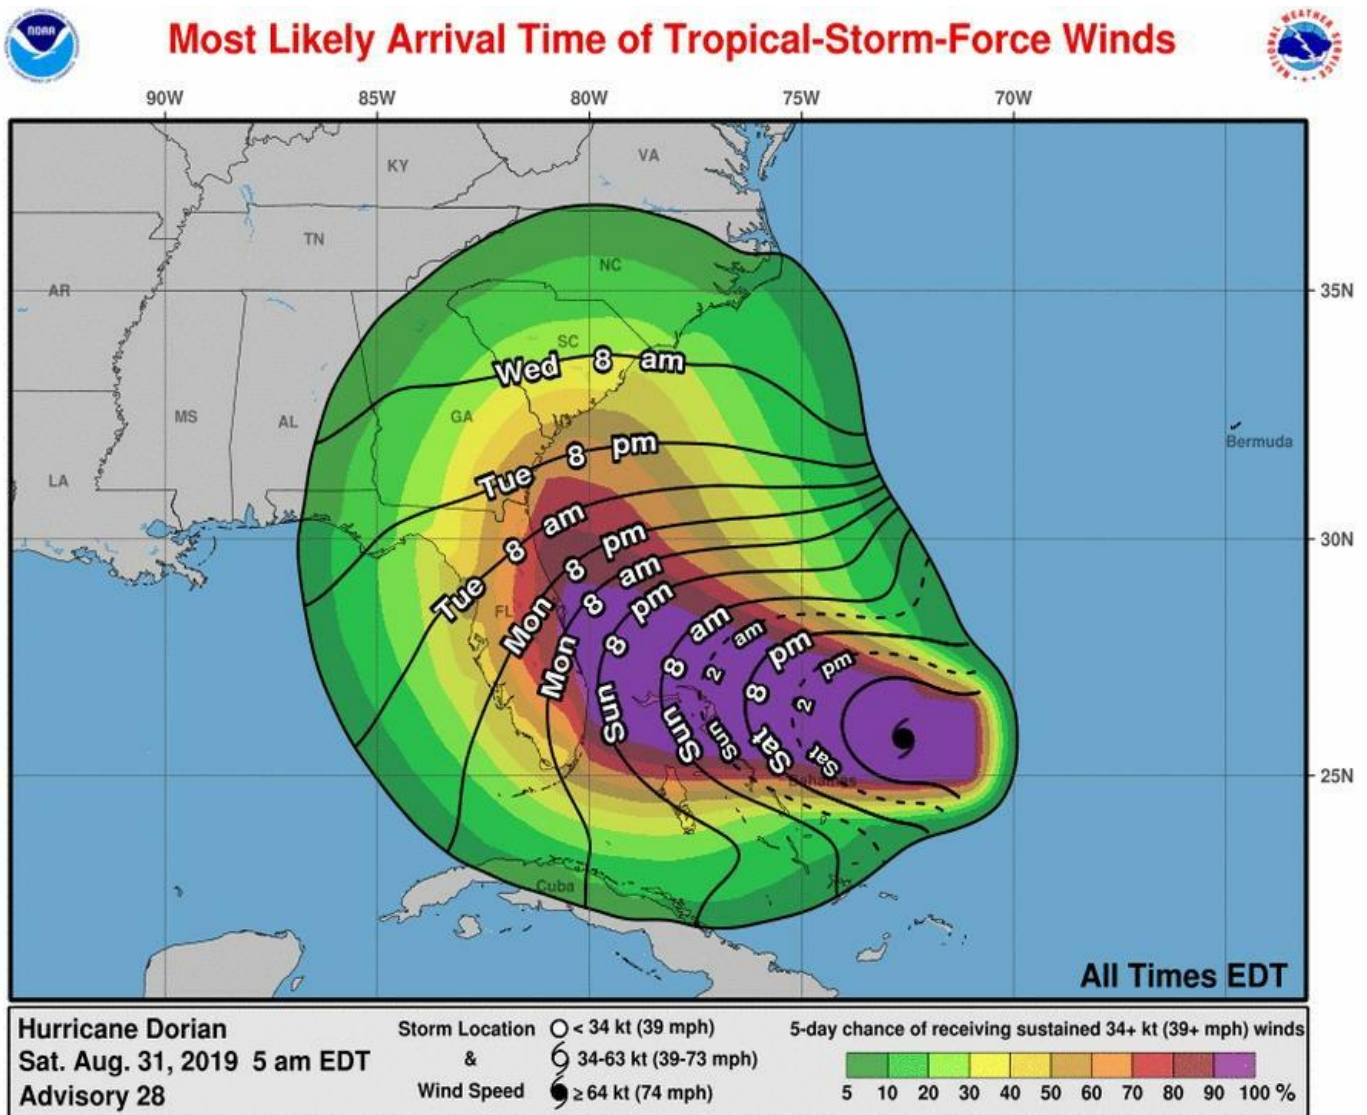 NOAA
Most Likely Arrival Time of Tropical-Storm-Force Winds
NATIONAL WEATHER SERVICE
90W 85W 80W 75W 70W
KY
VA
TN
NC
AR
35N
SC
Wed 8 am
MS
AL
GA
Bermuda
Tue 8 pm
LA
Tue 8 am
30N
Mon 8 pm
FL
Mon 8 am
Sun 8 pm
Sun 8 am
Sun 2 am
Sat 8 pm
Sat 2 pm
25N
Bahamas
Cuba
All Times EDT
Hurricane Dorian
Sat. Aug. 31, 2019 5 am EDT
Advisory 28
Storm Location
&
Wind Speed
< 34 kt (39 mph)
34-63 kt (39-73 mph)
≥ 64 kt (74 mph)
5-day chance of receiving sustained 34+ kt (39+ mph) winds
5 10 20 30 40 50 60 70 80 90 100 %